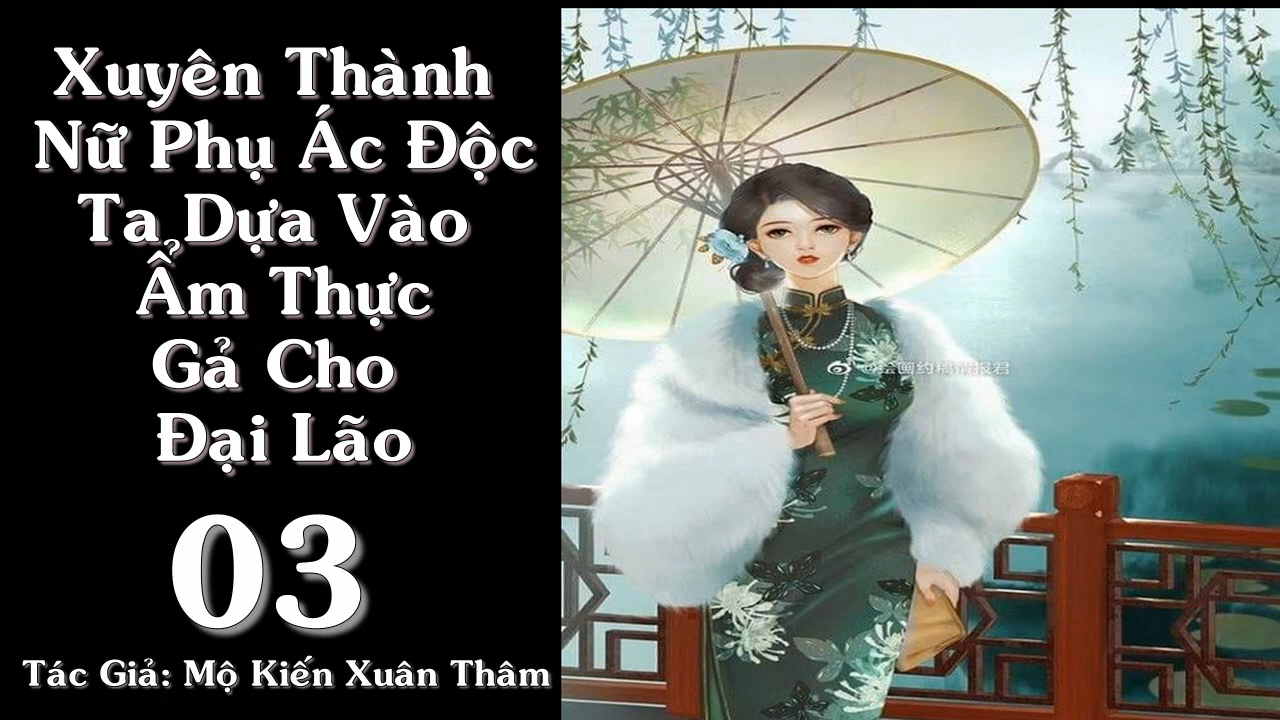 Xuyên Thành
Nữ Phụ Ác Độc
Ta Dựa Vào
Ẩm Thực
Gả Cho
Đại Lão
03
Tác Giả: Mộ Kiến Xuân Thâm